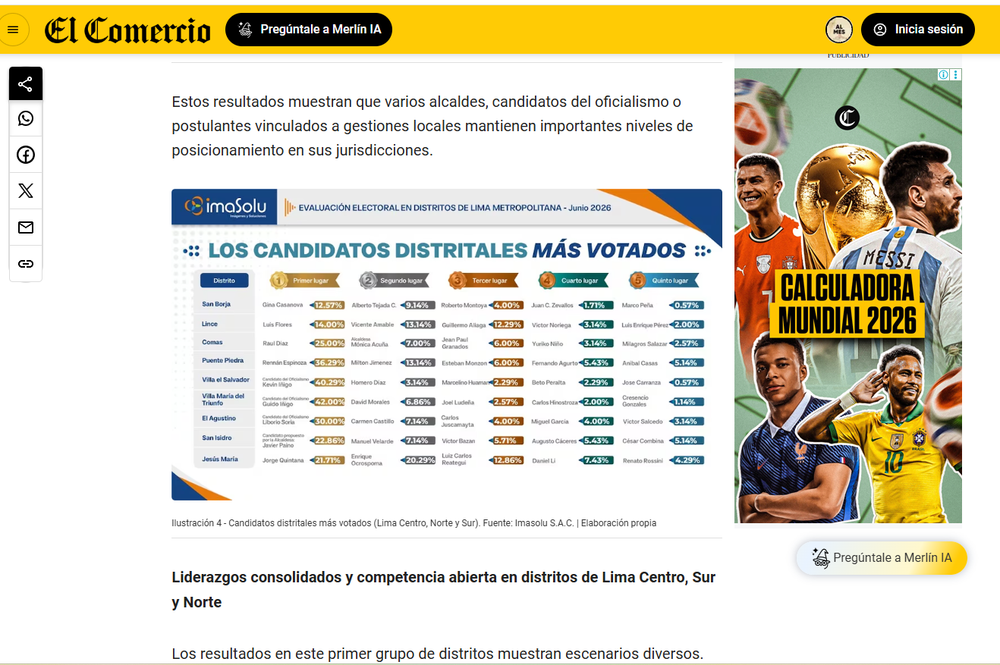 El Comercio
Pregúntale a Merlín IA
AL MES
Inicia sesión
PUBLICIDAD
Estos resultados muestran que varios alcaldes, candidatos del oficialismo o
postulantes vinculados a gestiones locales mantienen importantes niveles de
posicionamiento en sus jurisdicciones.
imaSolu
Imágenes y Soluciones
EVALUACIÓN ELECTORAL EN DISTRITOS DE LIMA METROPOLITANA - Junio 2026
LOS CANDIDATOS DISTRITALES MÁS VOTADOS
Distrito 1 Primer lugar 2 Segundo lugar 3 Tercer lugar 4 Cuarto lugar 5 Quinto lugar
San Borja Gina Casanova 12.57% Alberto Tejada C. 9.14% Roberto Montoya 4.00% Juan C. Zevallos 1.71% Marco Peña 0.57%
Lince Luis Flores 14.00% Vicente Amable 13.14% Guillermo Aliaga 12.29% Victor Noriega 3.14% Luis Enrique Pérez 2.00%
Comas Raul Díaz 25.00% Alcaldesa Mónica Acuña 7.00% Jean Paul Granados 6.00% Yuriko Niño 3.14% Milagros Salazar 2.57%
Puente Piedra Rennán Espinoza 36.29% Milton Jimenez 13.14% Esteban Monzon 6.00% Fernando Agurto 5.43% Anibal Casas 5.14%
Villa el Salvador Candidato del Oficialismo Kevin Iñigo 40.29% Homero Díaz 3.14% Marcelino Huaman 2.29% Beto Peralta 2.29% Jose Carranza 0.57%
Villa María del Triunfo Candidato del Oficialismo Guido Iñigo 42.00% David Morales 6.86% Joel Ludeña 2.57% Carlos Hinostroza 2.00% Cresencio Gonzales 1.14%
El Agustino Candidato del Oficialismo Liborio Soria 30.00% Carmen Castillo 7.14% Carlos Juscamayta 4.00% Miguel García 4.00% Víctor Salcedo 3.14%
San Isidro Candidato propuesto por la Alcaldesa Javier Paino 22.86% Manuel Velarde 7.14% Victor Bazan 5.71% Augusto Cáceres 5.43% César Combina 5.14%
Jesús María Jorge Quintana 21.71% Enrique Ocrospoma 20.29% Luiz Carlos Reategui 12.86% Daniel Li 7.43% Renato Rossini 4.29%
Ilustración 4 - Candidatos distritales más votados (Lima Centro, Norte y Sur). Fuente: Imasolu S.A.C. | Elaboración propia
MESSI
CALCULADORA
MUNDIAL 2026
BRASIL
10
Pregúntale a Merlín IA
Liderazgos consolidados y competencia abierta en distritos de Lima Centro, Sur
y Norte
Los resultados en este primer grupo de distritos muestran escenarios diversos.